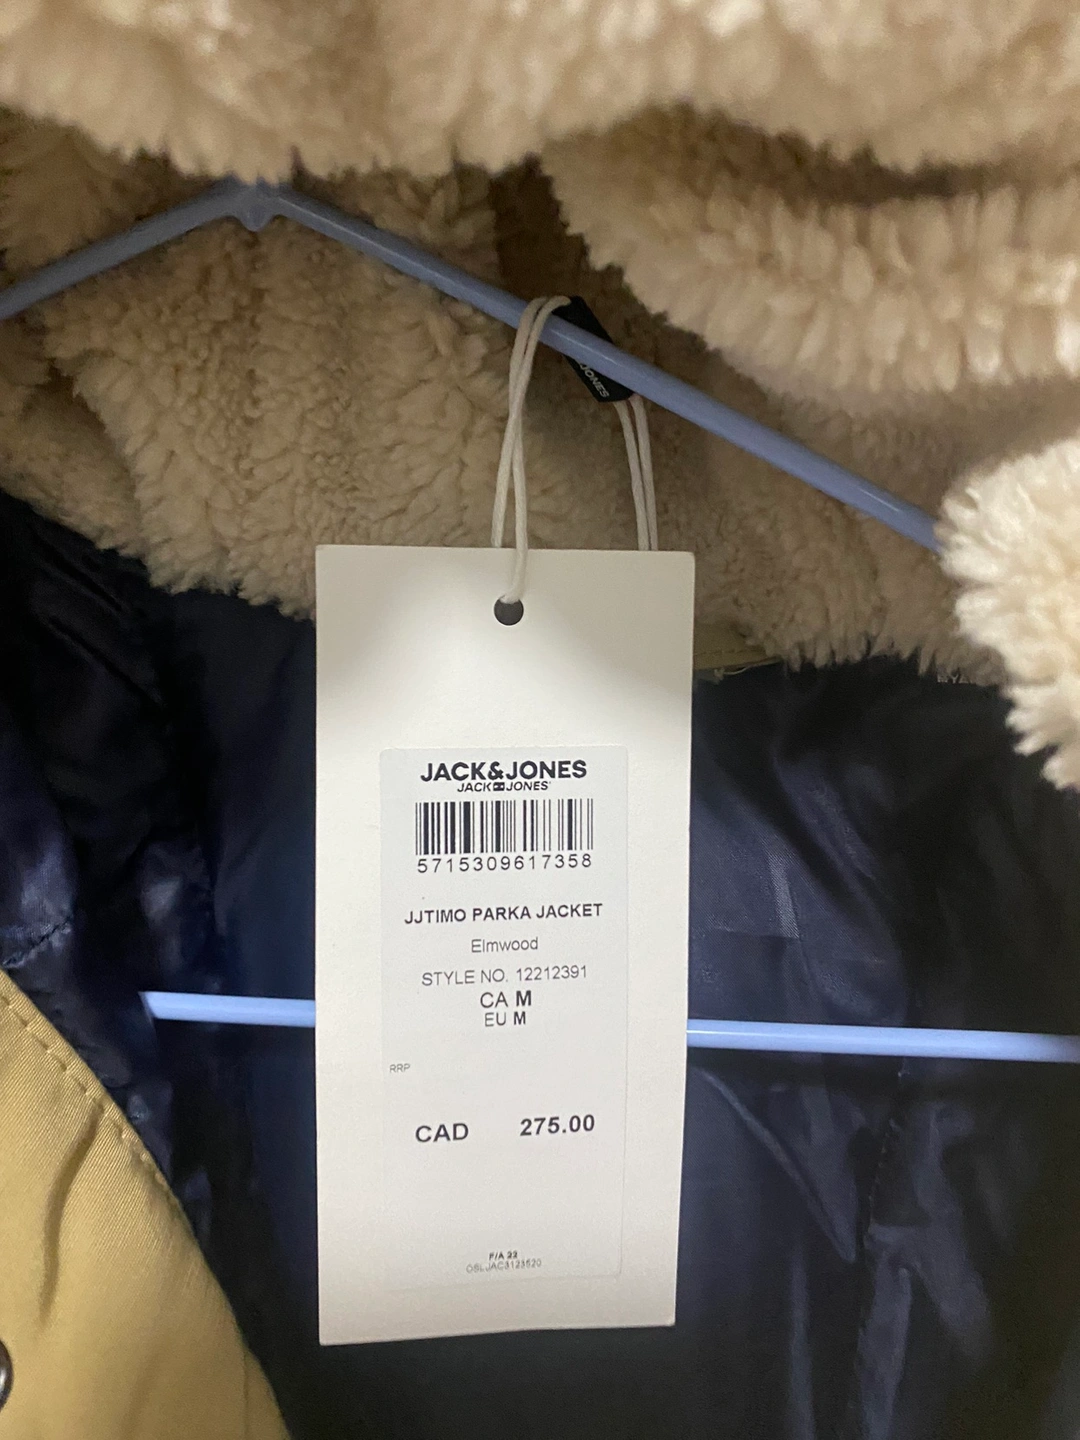 JONES
JACK&JONES
JACK JONES
5715309617358
JJTIMO PARKA JACKET
Elmwood
STYLE NO. 12212391
CA M
EU M
RRP
CAD 275.00
F/A 22